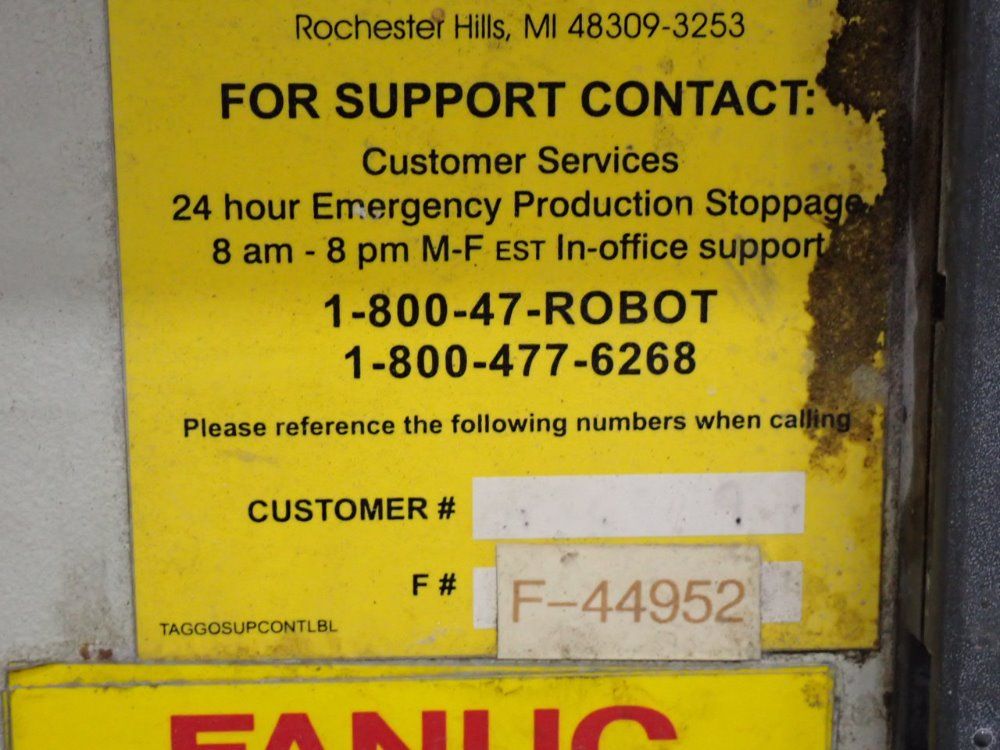 Rochester Hills, MI 48309-3253
FOR SUPPORT CONTACT:
Customer Services
24 hour Emergency Production Stoppage
8 am - 8 pm M-F EST In-office support
1-800-47-ROBOT
1-800-477-6268
Please reference the following numbers when calling
CUSTOMER #
F # F-44952
TAGGOSUPCONTLBL
FANUC